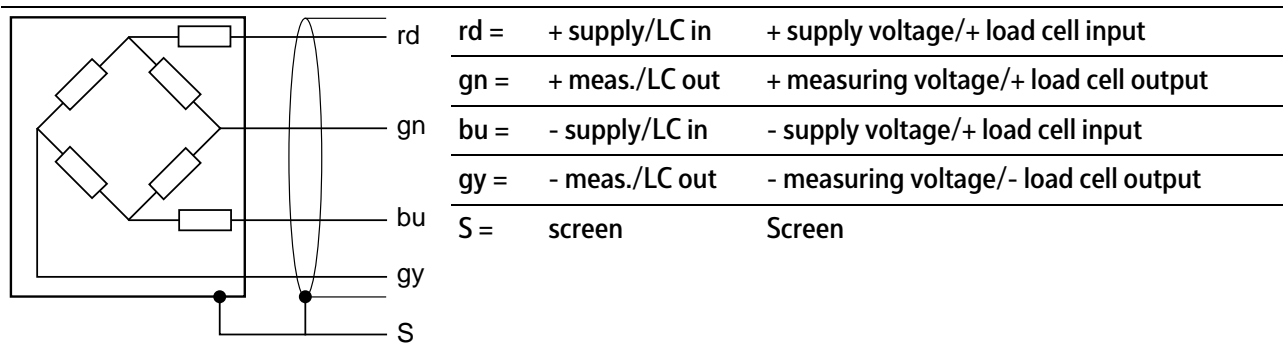 rd
gn
bu
gy
S
rd = + supply/LC in + supply voltage/+ load cell input
gn = + meas./LC out + measuring voltage/+ load cell output
bu = - supply/LC in - supply voltage/+ load cell input
gy = - meas./LC out - measuring voltage/- load cell output
S = screen Screen